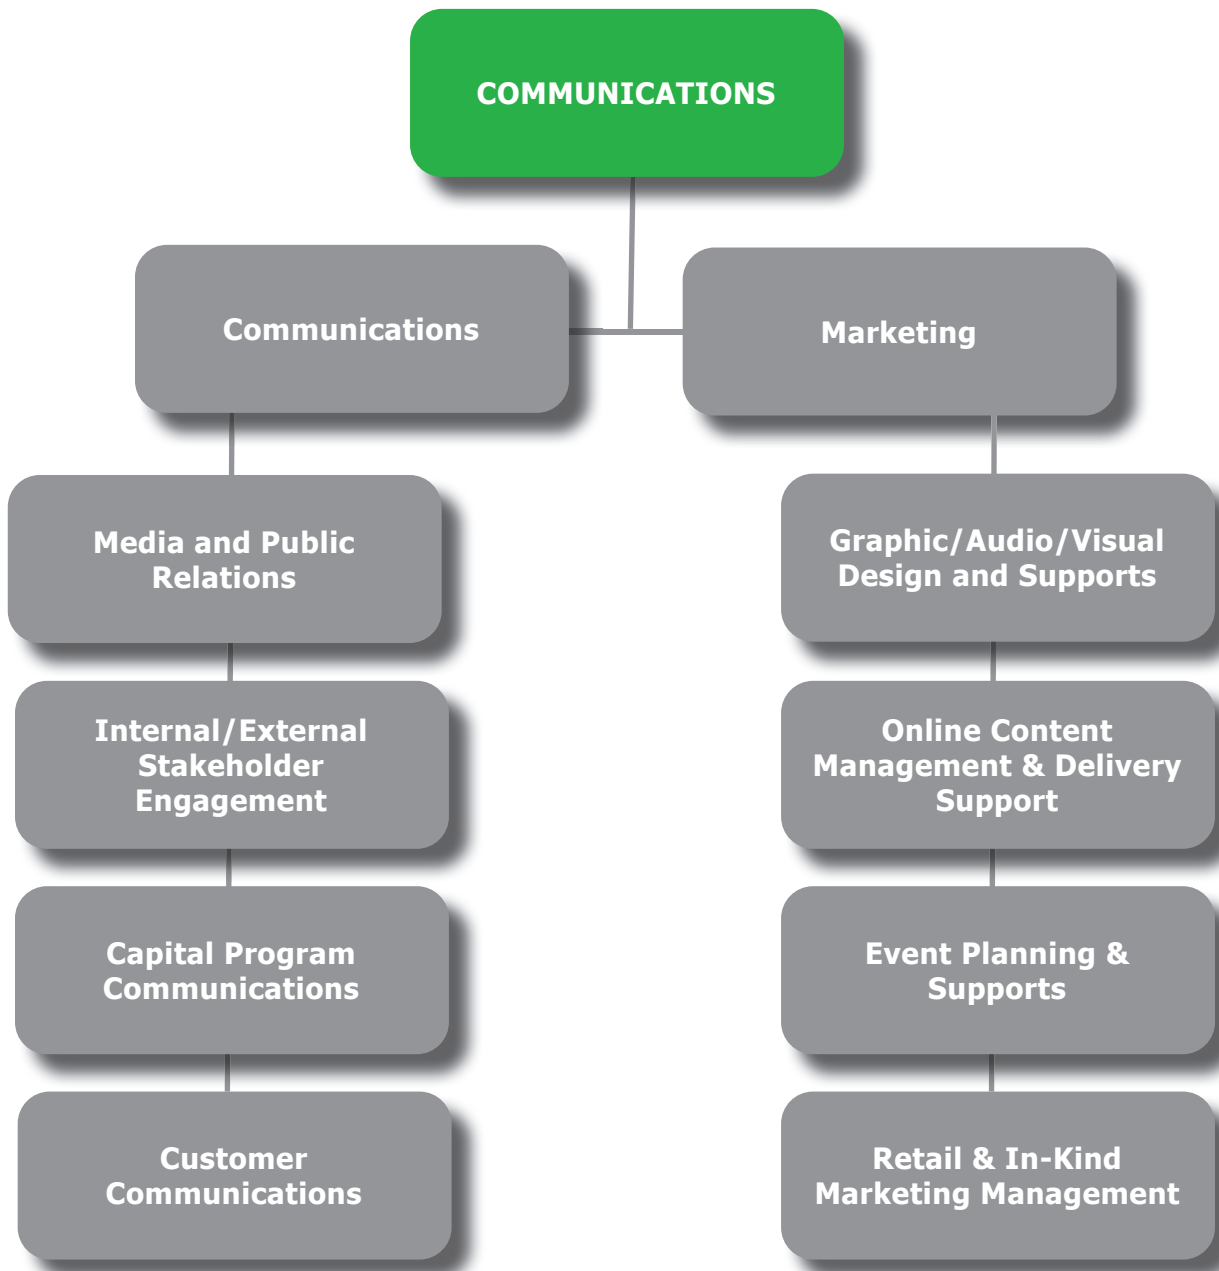 COMMUNICATIONS
Communications
Marketing
Media and Public
Relations
Graphic/Audio/Visual
Design and Supports
Internal/External
Stakeholder
Engagement
Online Content
Management & Delivery
Support
Capital Program
Communications
Event Planning &
Supports
Customer
Communications
Retail & In-Kind
Marketing Management